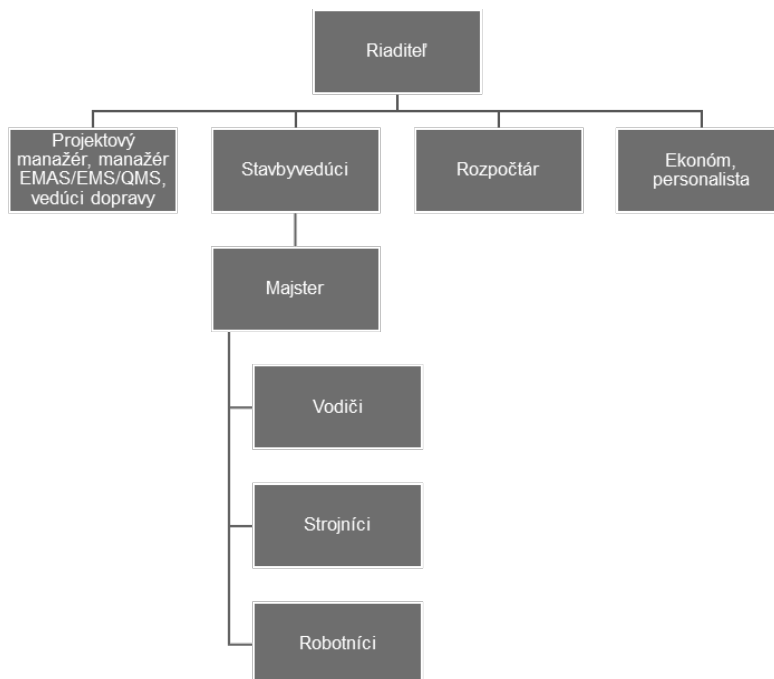 Riaditeľ
Projektový
manažér, manažér
EMAS/EMS/QMS,
vedúci dopravy
Stavbyvedúci
Rozpočtár
Ekonóm,
personalista
Majster
Vodiči
Strojníci
Robotníci